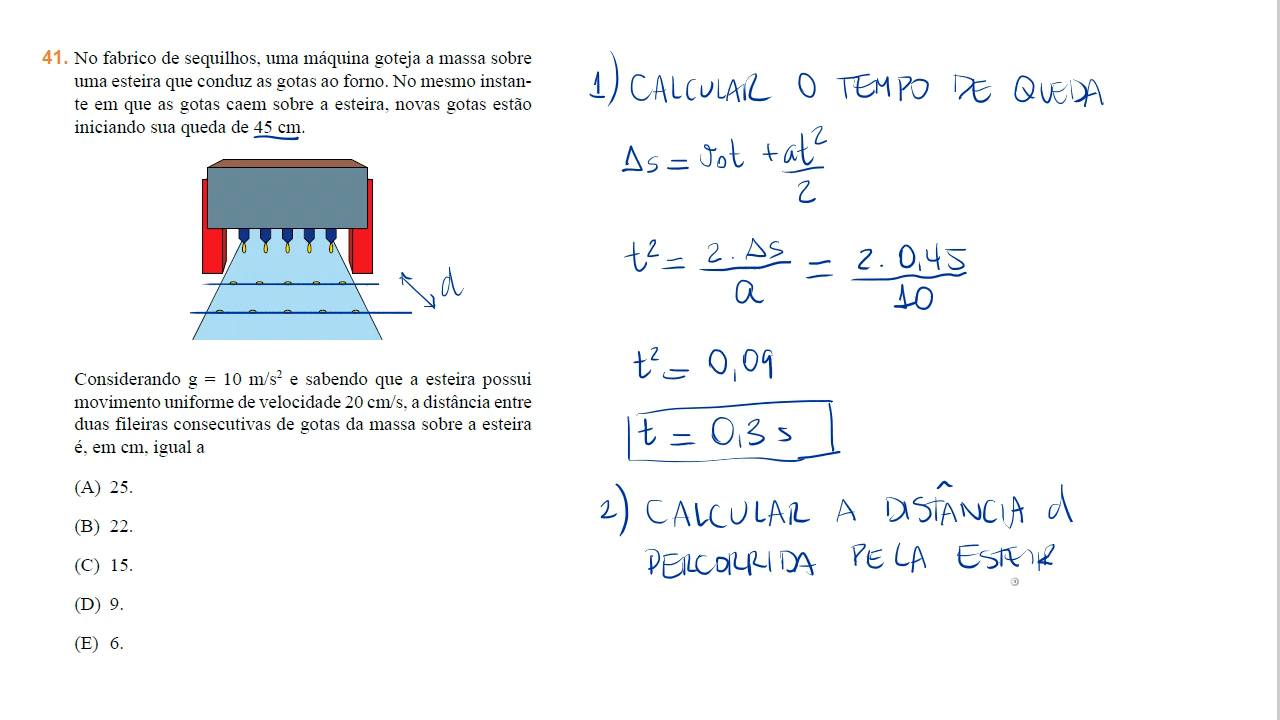 41. No fabrico de sequilhos, uma máquina goteja a massa sobre
uma esteira que conduz as gotas ao forno. No mesmo instan-
te em que as gotas caem sobre a esteira, novas gotas estão
iniciando sua queda de 45 cm.
d
Considerando g = 10 m/s² e sabendo que a esteira possui
movimento uniforme de velocidade 20 cm/s, a distância entre
duas fileiras consecutivas de gotas da massa sobre a esteira
é, em cm, igual a
(A) 25.
(B) 22.
(C) 15.
(D) 9.
(E) 6.
1) CALCULAR O TEMPO DE QUEDA
Δs = v₀t + at²/2
t² = 2. Δs/a = 2. 0,45/10
t² = 0,09
t = 0,3 s
2) CALCULAR A DISTÂNCIA d
PERCORRIDA PELA ESTEIR